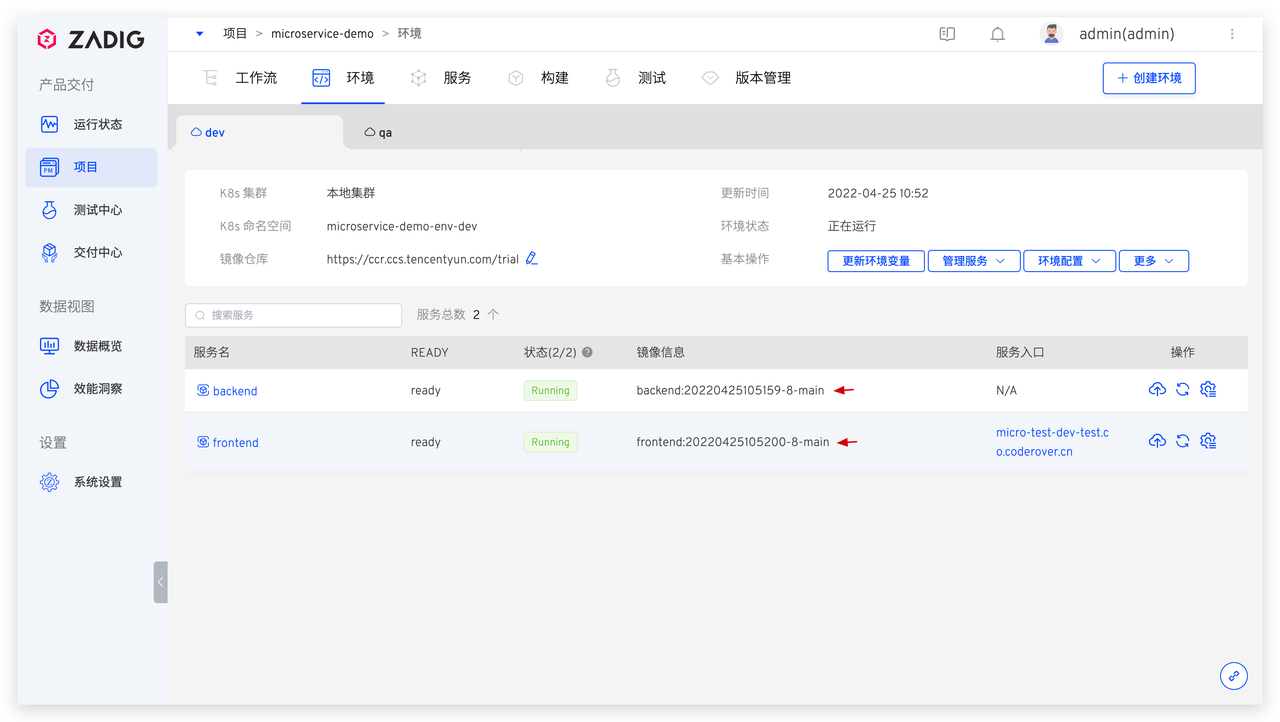 ZADIG
产品交付
运行状态
项目
测试中心
交付中心
数据视图
数据概览
效能洞察
设置
系统设置
项目 > microservice-demo > 环境
admin(admin)
工作流 环境 服务 构建 测试 版本管理
+ 创建环境
dev qa
K8s 集群 本地集群 更新时间 2022-04-25 10:52
K8s 命名空间 microservice-demo-env-dev 环境状态 正在运行
镜像仓库 https://ccr.ccs.tencentyun.com/trial 基本操作 更新环境变量 管理服务 环境配置 更多
搜索服务 服务总数 2 个
服务名 READY 状态(2/2) ? 镜像信息 服务入口 操作
backend ready Running backend:20220425105159-8-main N/A
frontend ready Running frontend:20220425105200-8-main micro-test-dev-test.c
o.coderover.cn